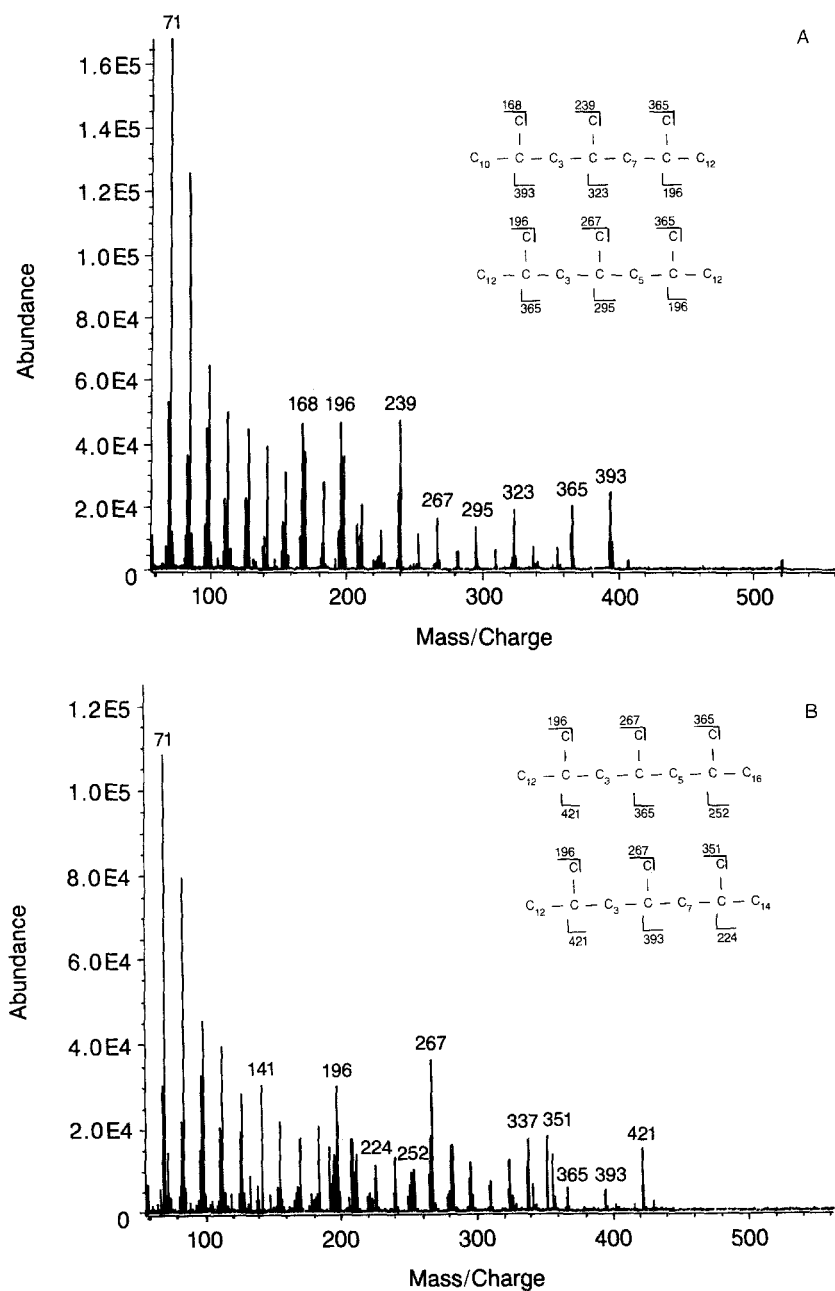 A
71
1.6E5
1.4E5
1.2E5
1.0E5
8.0E4
6.0E4
4.0E4
2.0E4
0
Abundance
168 196 239 267 295 323 365 393
168 239 365
C C C
C10 – C – C3 – C – C7 – C – C12
393 323 196
196 267 365
C C C
C12 – C – C3 – C – C5 – C – C12
365 295 196
100 200 300 400 500
Mass/Charge
B
71
1.2E5
1.0E5
8.0E4
6.0E4
4.0E4
2.0E4
0
Abundance
141 196 224 252 267 337 351 365 393 421
196 267 365
C C C
C12 – C – C3 – C – C5 – C – C16
421 365 252
196 267 351
C C C
C12 – C – C3 – C – C7 – C – C14
421 393 224
100 200 300 400 500
Mass/Charge